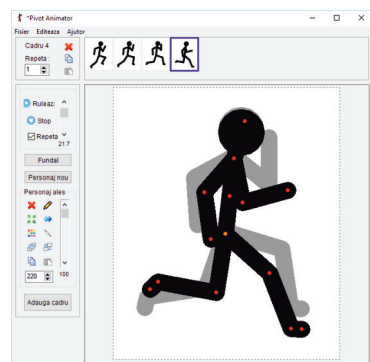 *Pivot Animator
Fisier Editeaza Ajutor
Cadru 4
Repeta :
1
Ruleaz
Stop
Repeta
21.7
Fundal
Personaj nou
Personaj ales
220
100
Adauga cadru